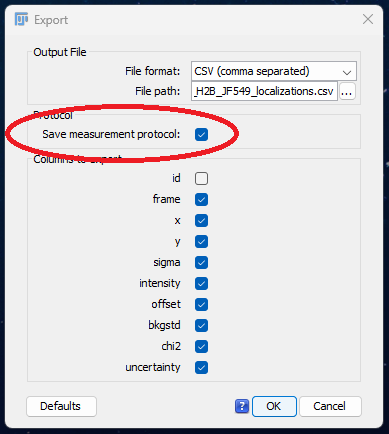 Export
Output File
File format: CSV (comma separated)
File path: _H2B_JF549_localizations.csv ...
Protocol
Save measurement protocol:
Columns to export
id
frame
x
y
sigma
intensity
offset
bkgstd
chi2
uncertainty
Defaults ? OK Cancel